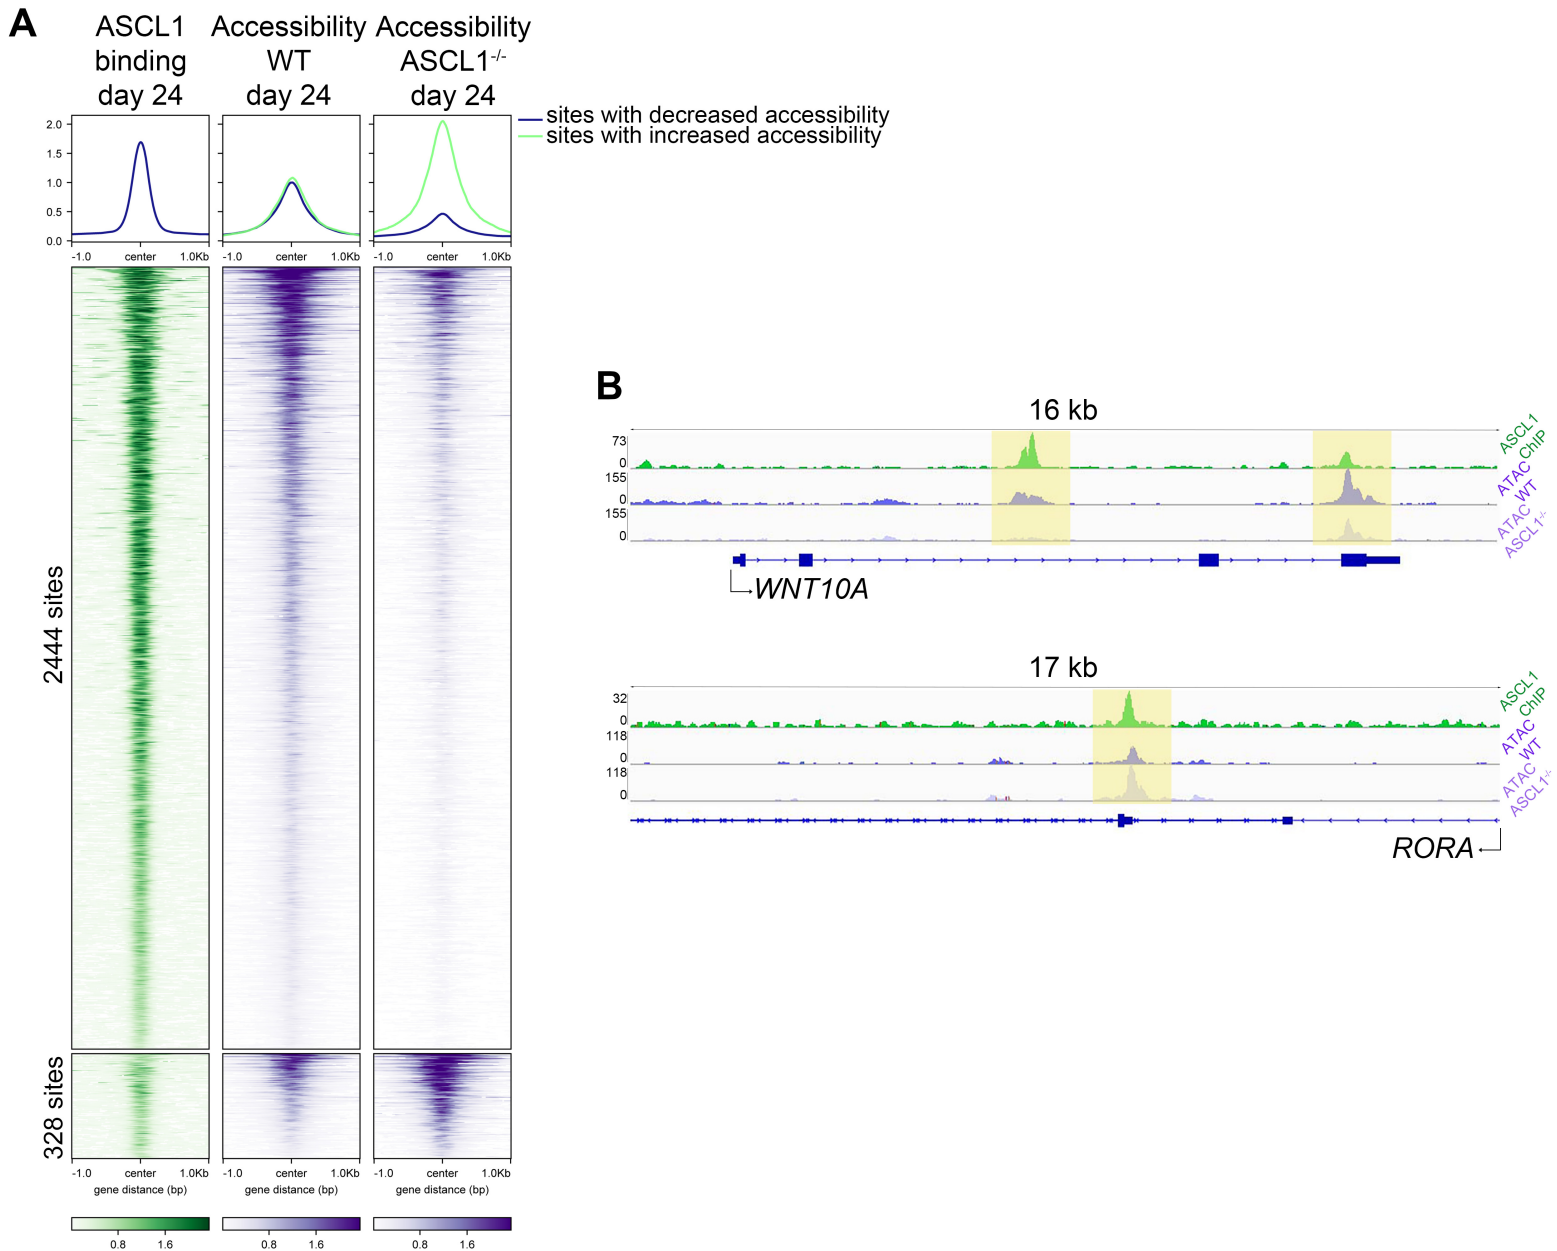 A
ASCL1
binding
day 24
Accessibility
WT
day 24
Accessibility
ASCL1-/-
day 24
sites with decreased accessibility
sites with increased accessibility
2.0
1.5
1.0
0.5
0.0
-1.0 center 1.0Kb
-1.0 center 1.0Kb
-1.0 center 1.0Kb
2444 sites
328 sites
-1.0 center 1.0Kb
-1.0 center 1.0Kb
-1.0 center 1.0Kb
gene distance (bp)
gene distance (bp)
gene distance (bp)
0.8 1.6
0.8 1.6
0.8 1.6
B
16 kb
73
0
155
0
155
0
ASCL1
ChIP
ATAC
WT
ATAC
ASCL1-/-
WNT10A
17 kb
32
0
118
0
118
0
ASCL1
ChIP
ATAC
WT
ATAC
ASCL1-/-
RORA